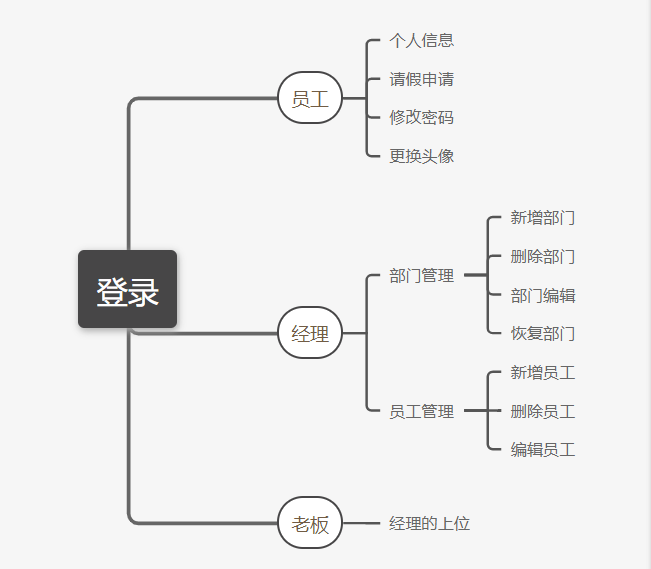 登录
员工
个人信息
请假申请
修改密码
更换头像
经理
部门管理
新增部门
删除部门
部门编辑
恢复部门
员工管理
新增员工
删除员工
编辑员工
老板
经理的上位